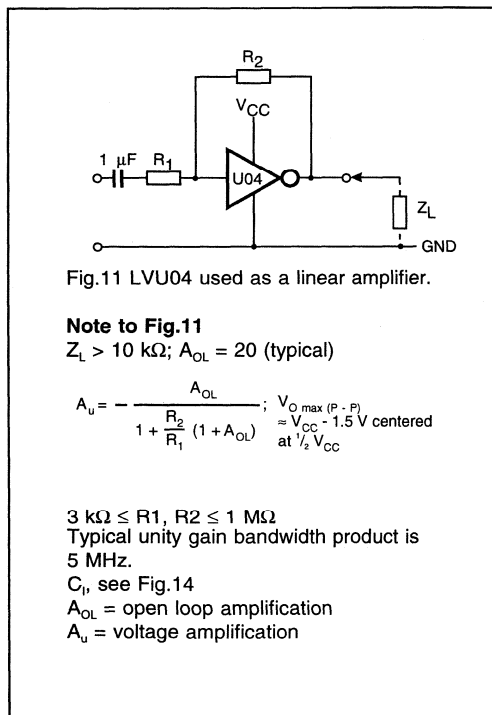 R2
VCC
1 µF R1
U04
ZL
GND
Fig.11 LVU04 used as a linear amplifier.
Note to Fig.11
ZL > 10 kΩ; AOL = 20 (typical)
Au = − AOL / 1 + R2/R1 (1 + AOL) ; VO max (P - P)
≈ VCC - 1.5 V centered
at 1/2 VCC
3 kΩ ≤ R1, R2 ≤ 1 MΩ
Typical unity gain bandwidth product is
5 MHz.
CI, see Fig.14
AOL = open loop amplification
Au = voltage amplification